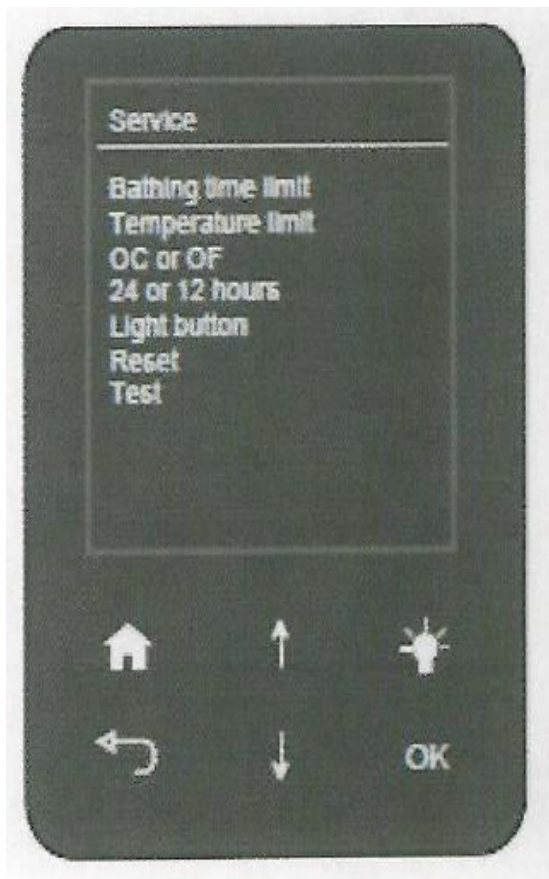 Service
Bathing time limit
Temperature limit
OC or OF
24 or 12 hours
Light button
Reset
Test
OK